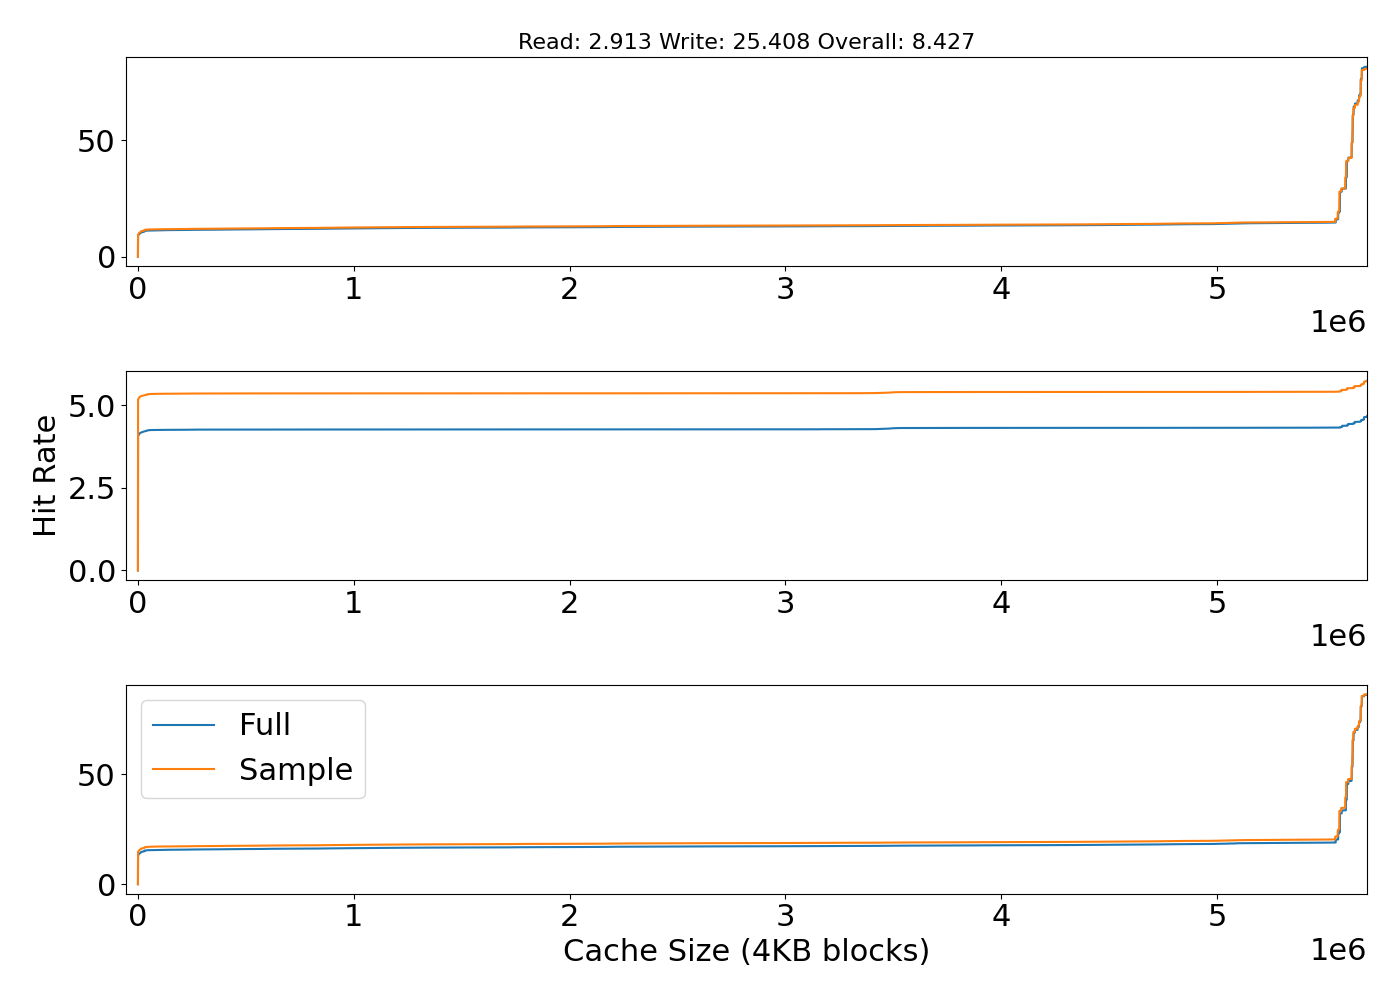 Read: 2.913 Write: 25.408 Overall: 8.427
50
0
0 1 2 3 4 5
1e6
Hit Rate
5.0
2.5
0.0
0 1 2 3 4 5
1e6
Full
Sample
50
0
0 1 2 3 4 5
Cache Size (4KB blocks)
1e6